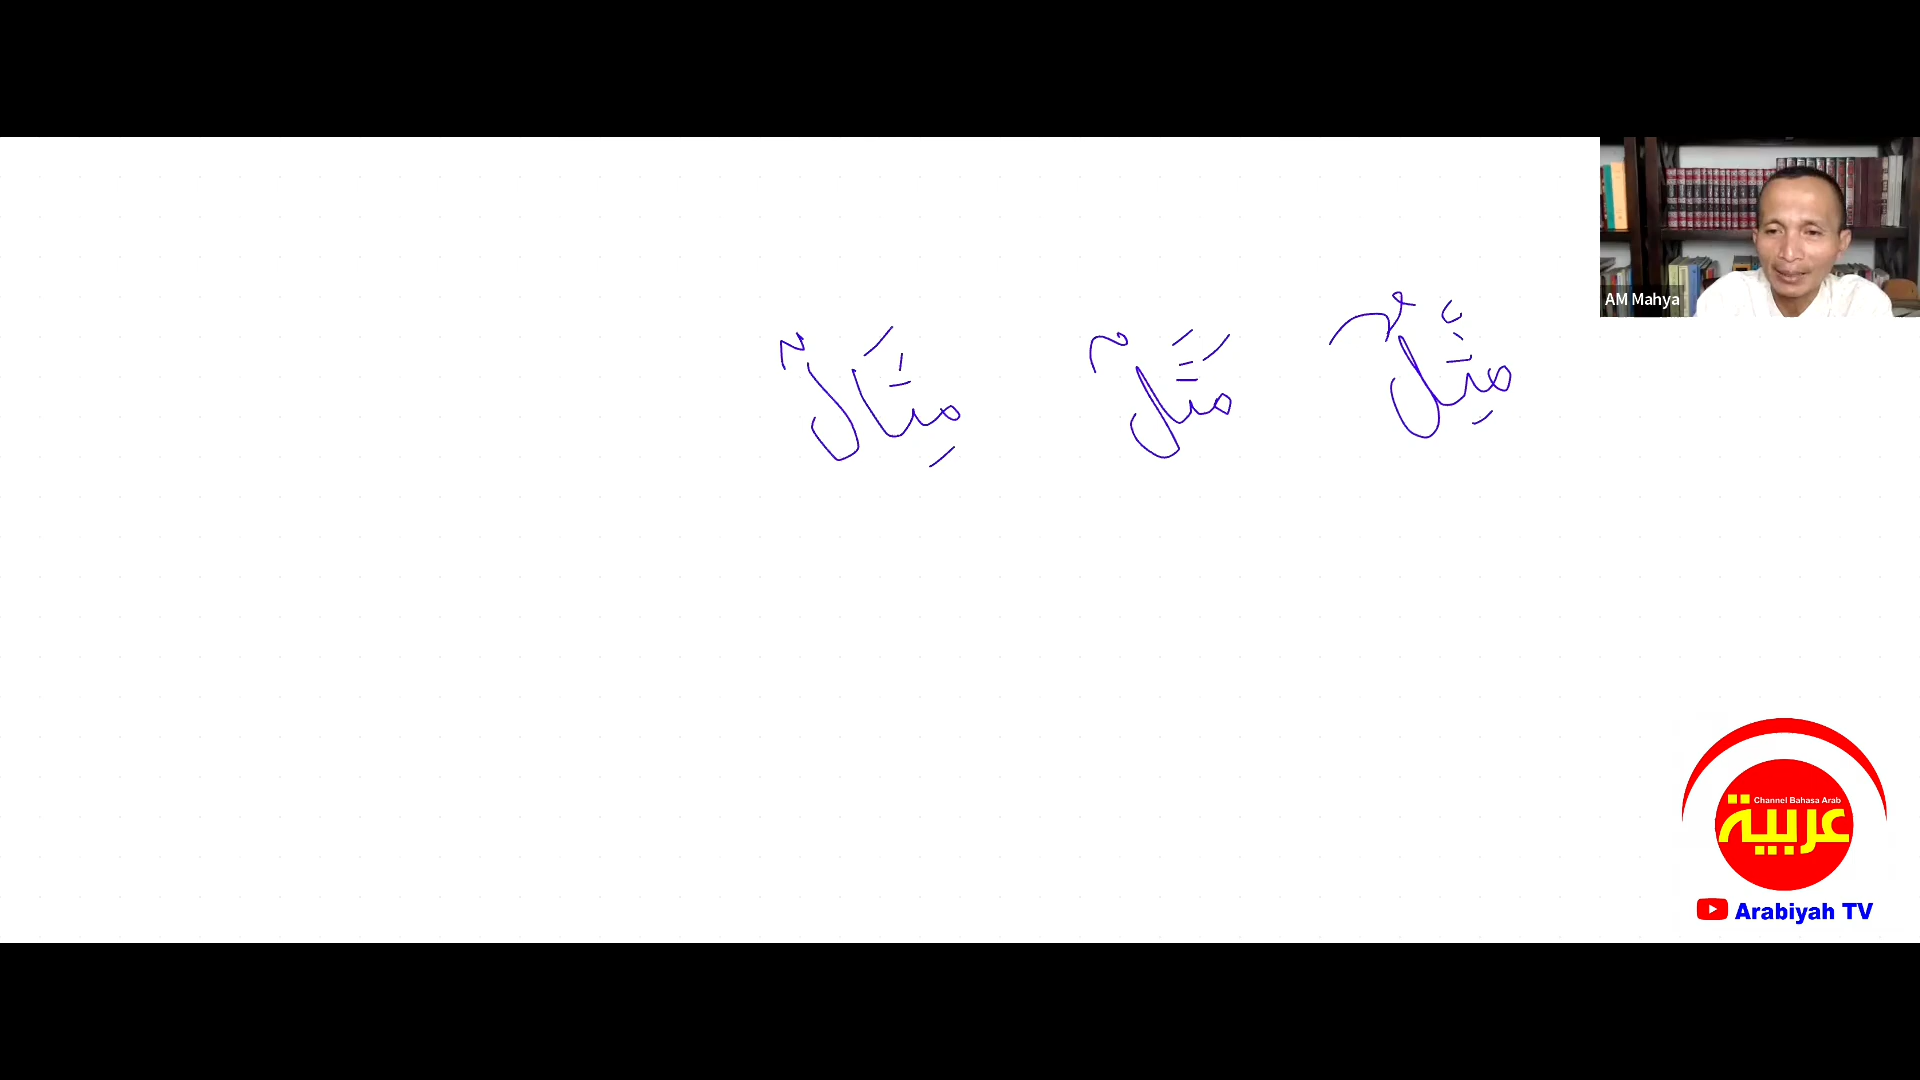 مِثْلٌ مَثَلٌ مِثَالٌ
AM Mahya
Channel Bahasa Arab
عربية
Arabiyah TV